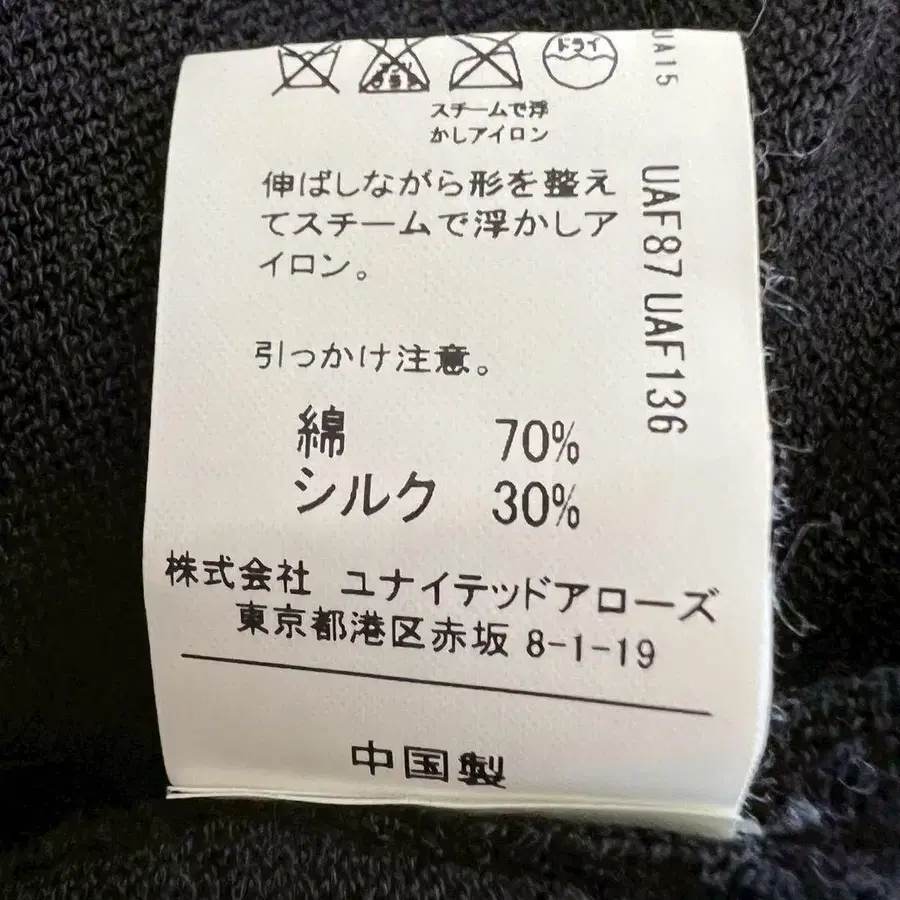 ドライ
スチームで浮
かしアイロン
伸ばしながら形を整え
てスチームで浮かしア
イロン。
引っかけ注意。
綿 70%
シルク 30%
株式会社 ユナイテッドアローズ
東京都港区赤坂 8-1-19
中国製
UA15
UAF87 UAF136